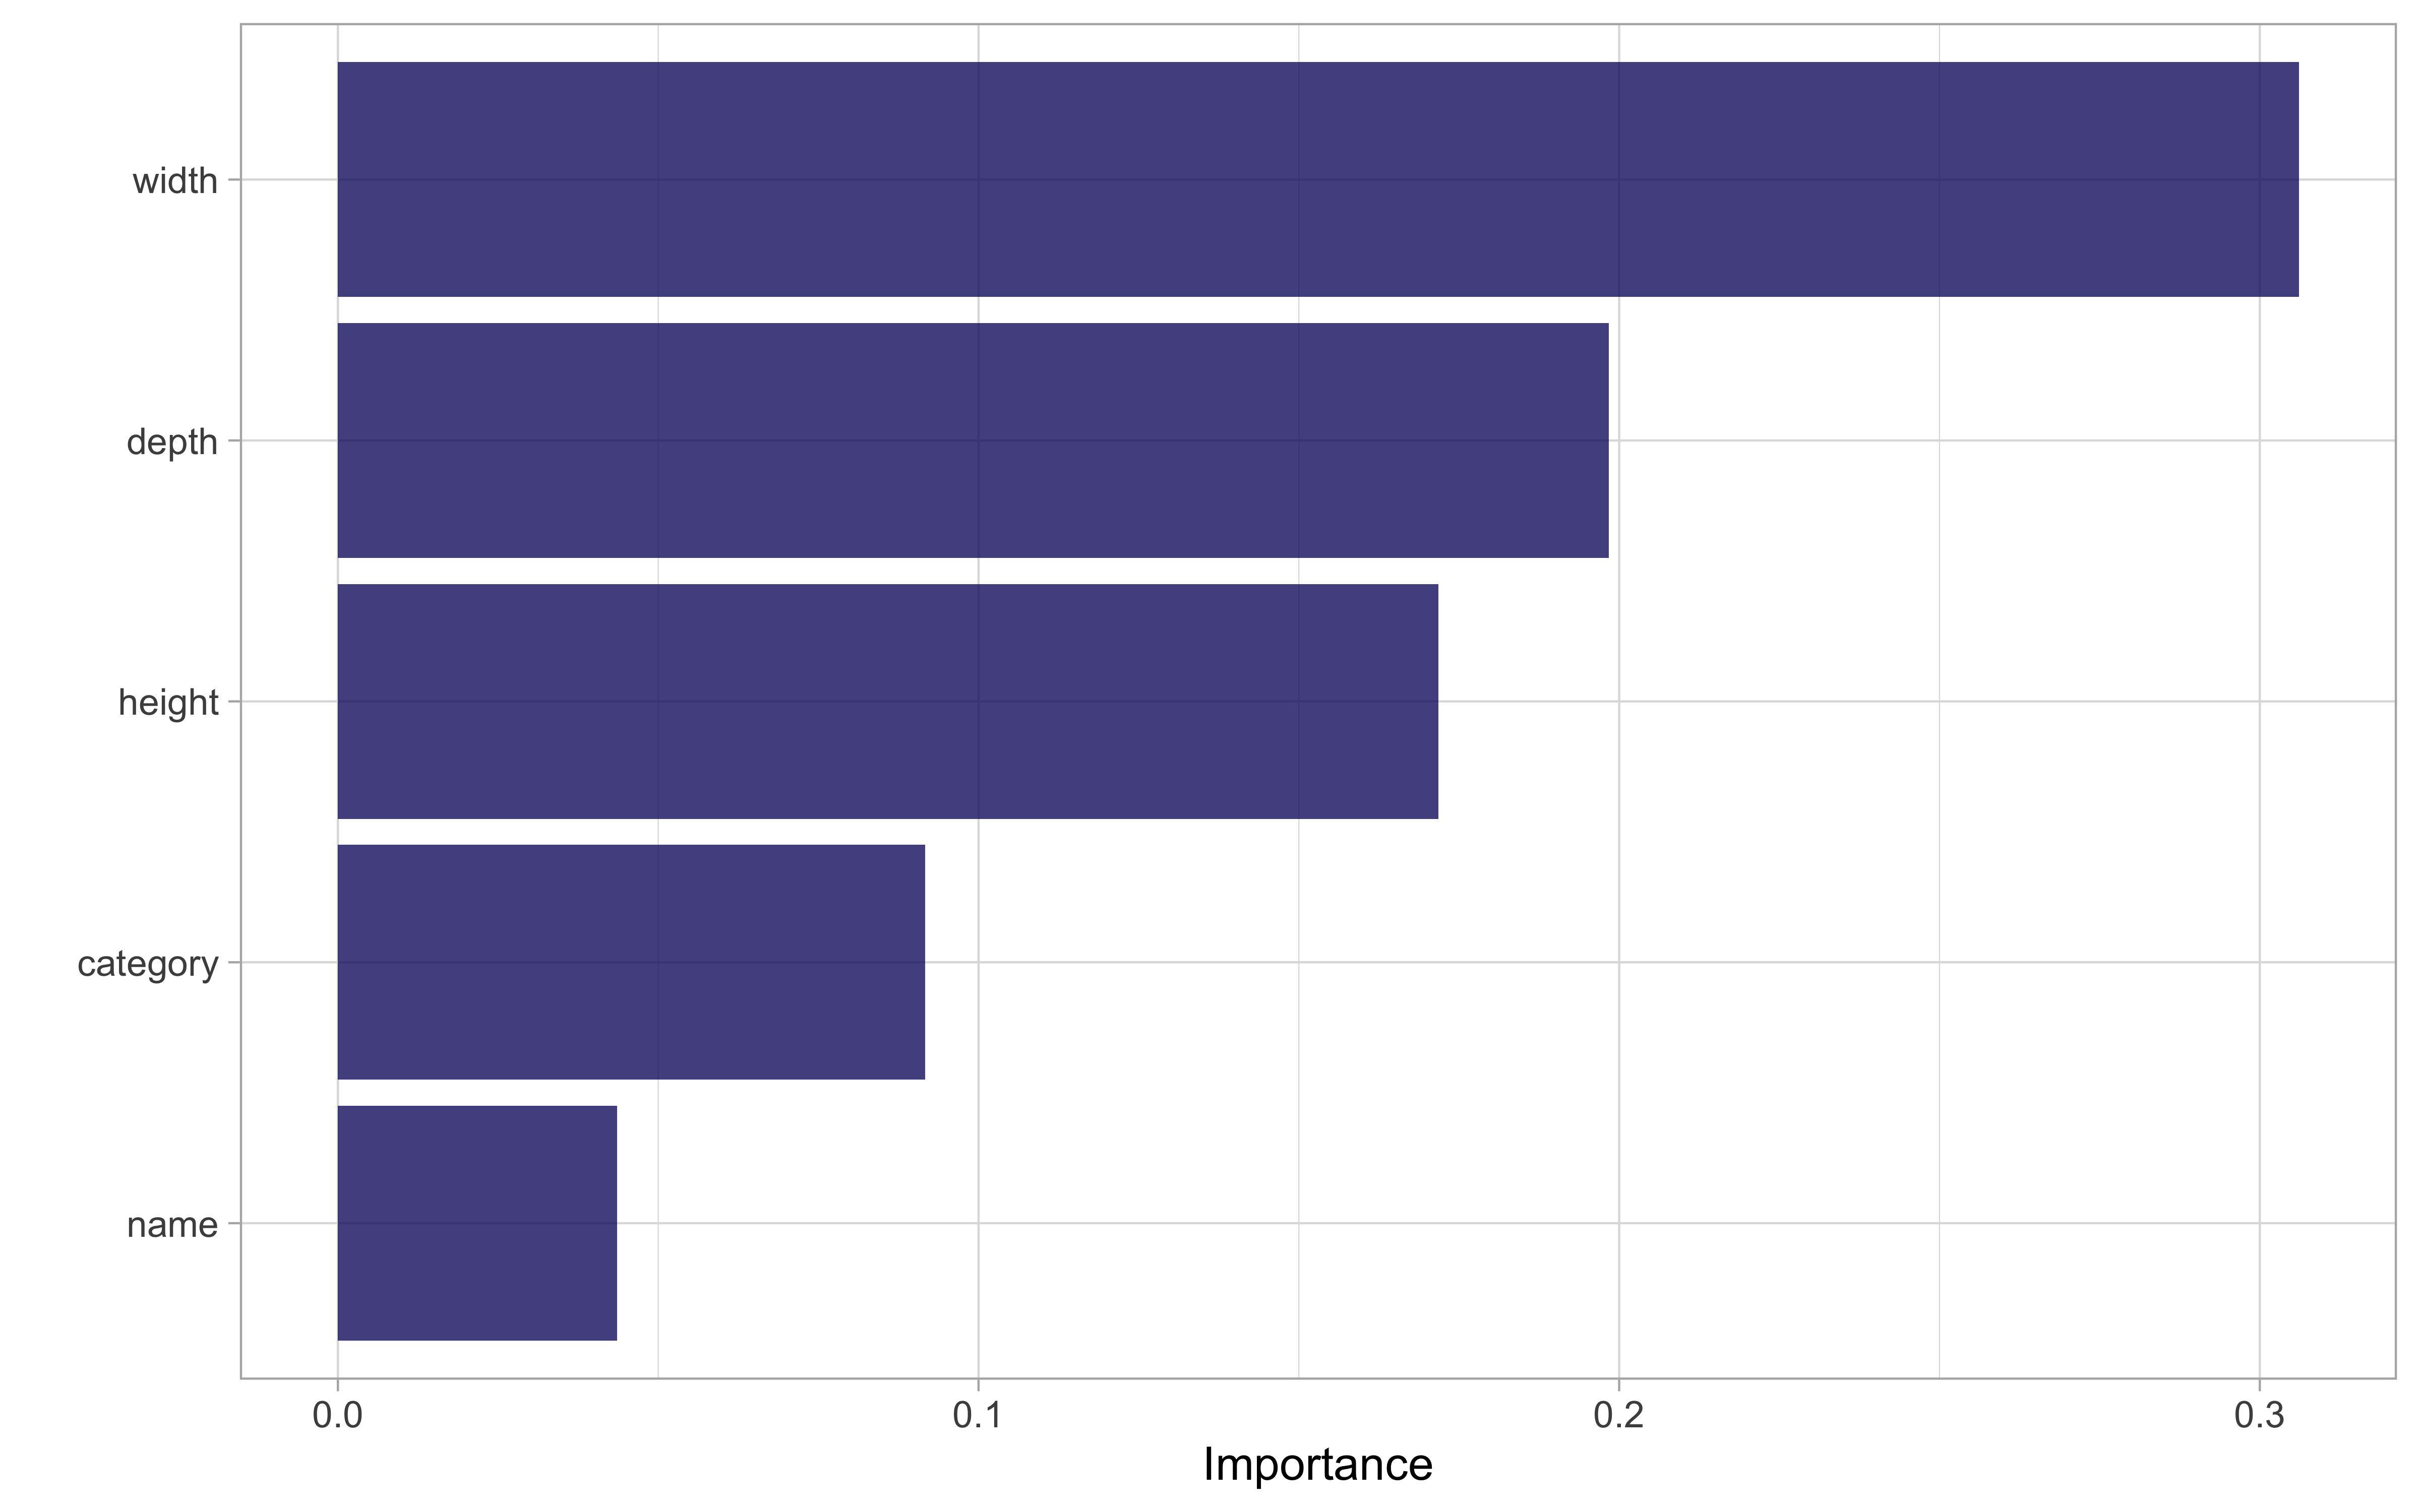 width
depth
height
category
name
0.0 0.1 0.2 0.3
Importance